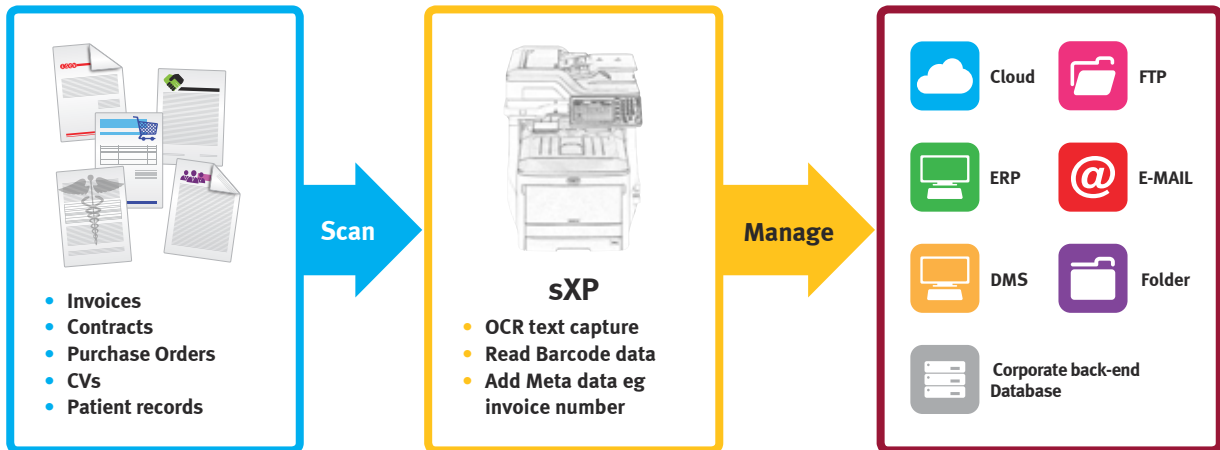 Invoices
Contracts
Purchase Orders
CVs
Patient records
Scan
sXP
OCR text capture
Read Barcode data
Add Meta data eg
invoice number
Manage
Cloud
FTP
ERP
@
E-MAIL
DMS
Folder
Corporate back-end
Database